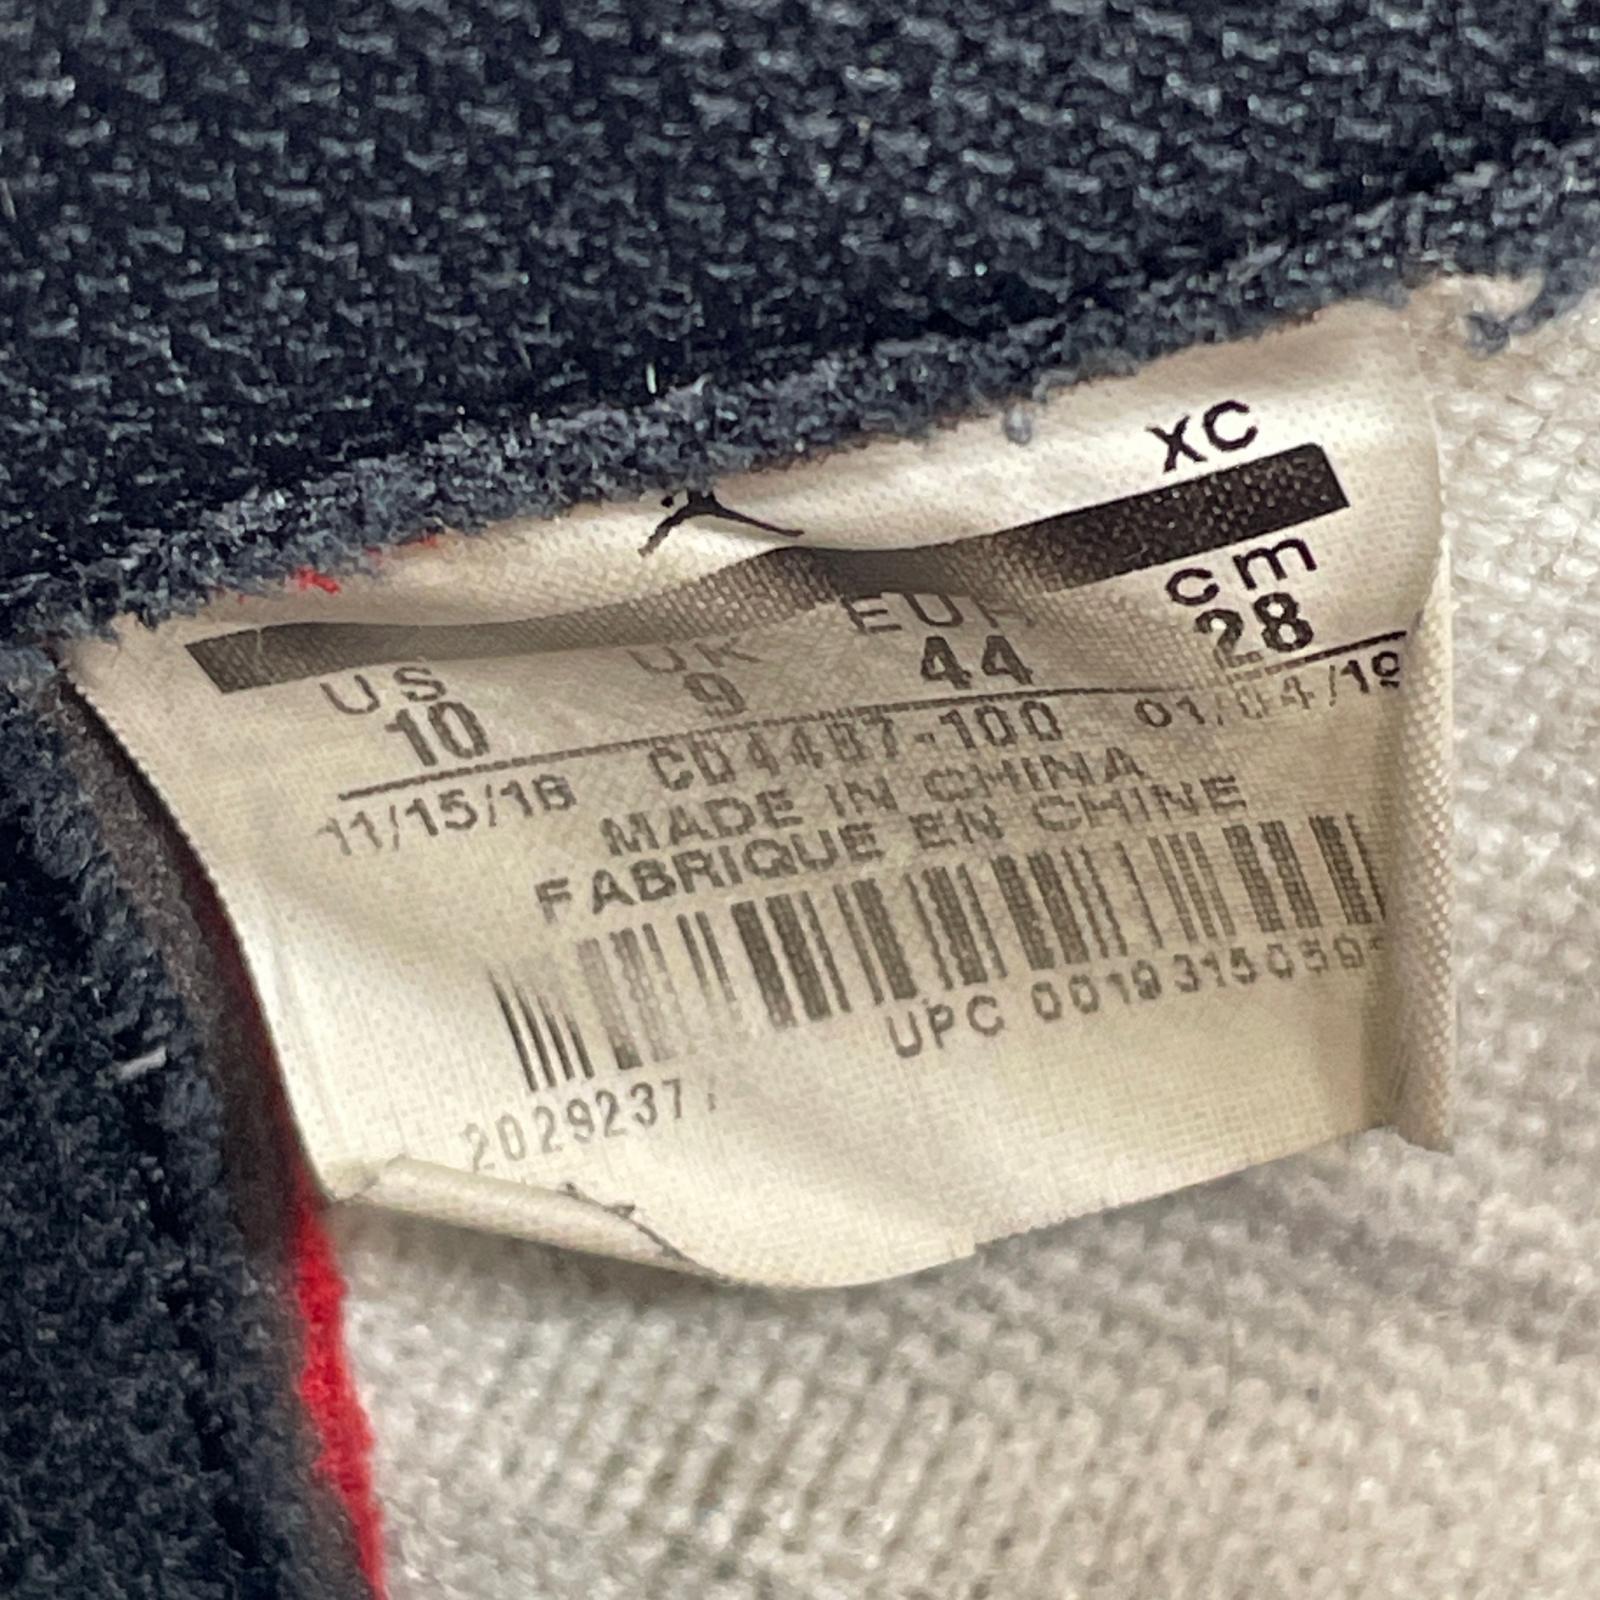 XC
US UK EUR cm
10 9 44 28
11/15/18 CD4487-100 01/04/19
MADE IN CHINA
FABRIQUE EN CHINE
UPC 0019315059
2029237